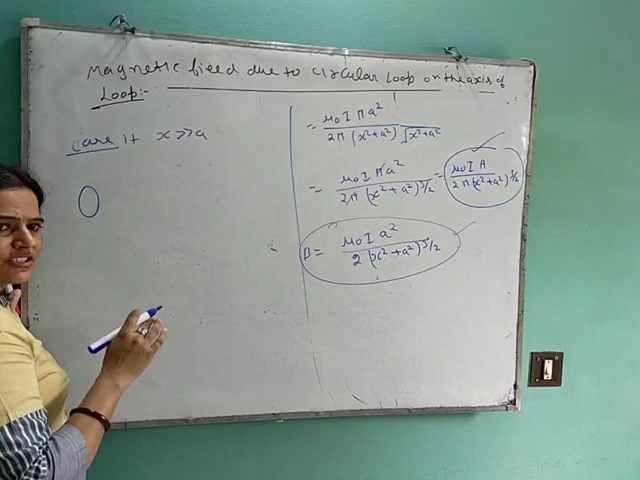 Magnetic field due to circular Loop on the axis of
Loop:-
Case if x>>a
= μ₀ I π a² / 2π (x²+a²) √x²+a²
= μ₀ I π a² / 2π (x²+a²)^3/2 = μ₀ I A / 2π (x²+a²)^3/2
B = μ₀ I a² / 2 (x²+a²)^3/2